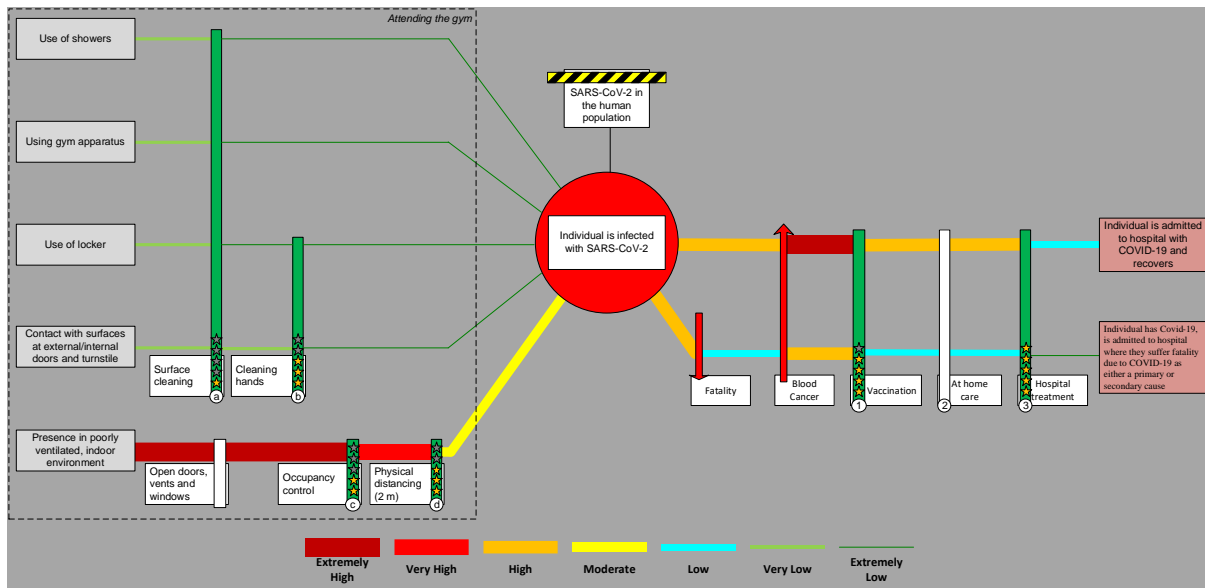 Attending the gym
Use of showers
Using gym apparatus
Use of locker
Contact with surfaces
at external/internal
doors and turnstile
Presence in poorly
ventilated, indoor
environment
Surface
cleaning
a
Cleaning
hands
b
Open doors,
vents and
windows
Occupancy
control
c
Physical
distancing
(2 m)
d
SARS-CoV-2 in
the human
population
Individual is infected
with SARS-CoV-2
Fatality
Blood
Cancer
Vaccination
1
At home
care
2
Hospital
treatment
3
Individual is admitted
to hospital with
COVID-19 and
recovers
Individual has Covid-19,
is admitted to hospital
where they suffer fatality
due to COVID-19 as
either a primary or
secondary cause
Extremely
High
Very High
High
Moderate
Low
Very Low
Extremely
Low